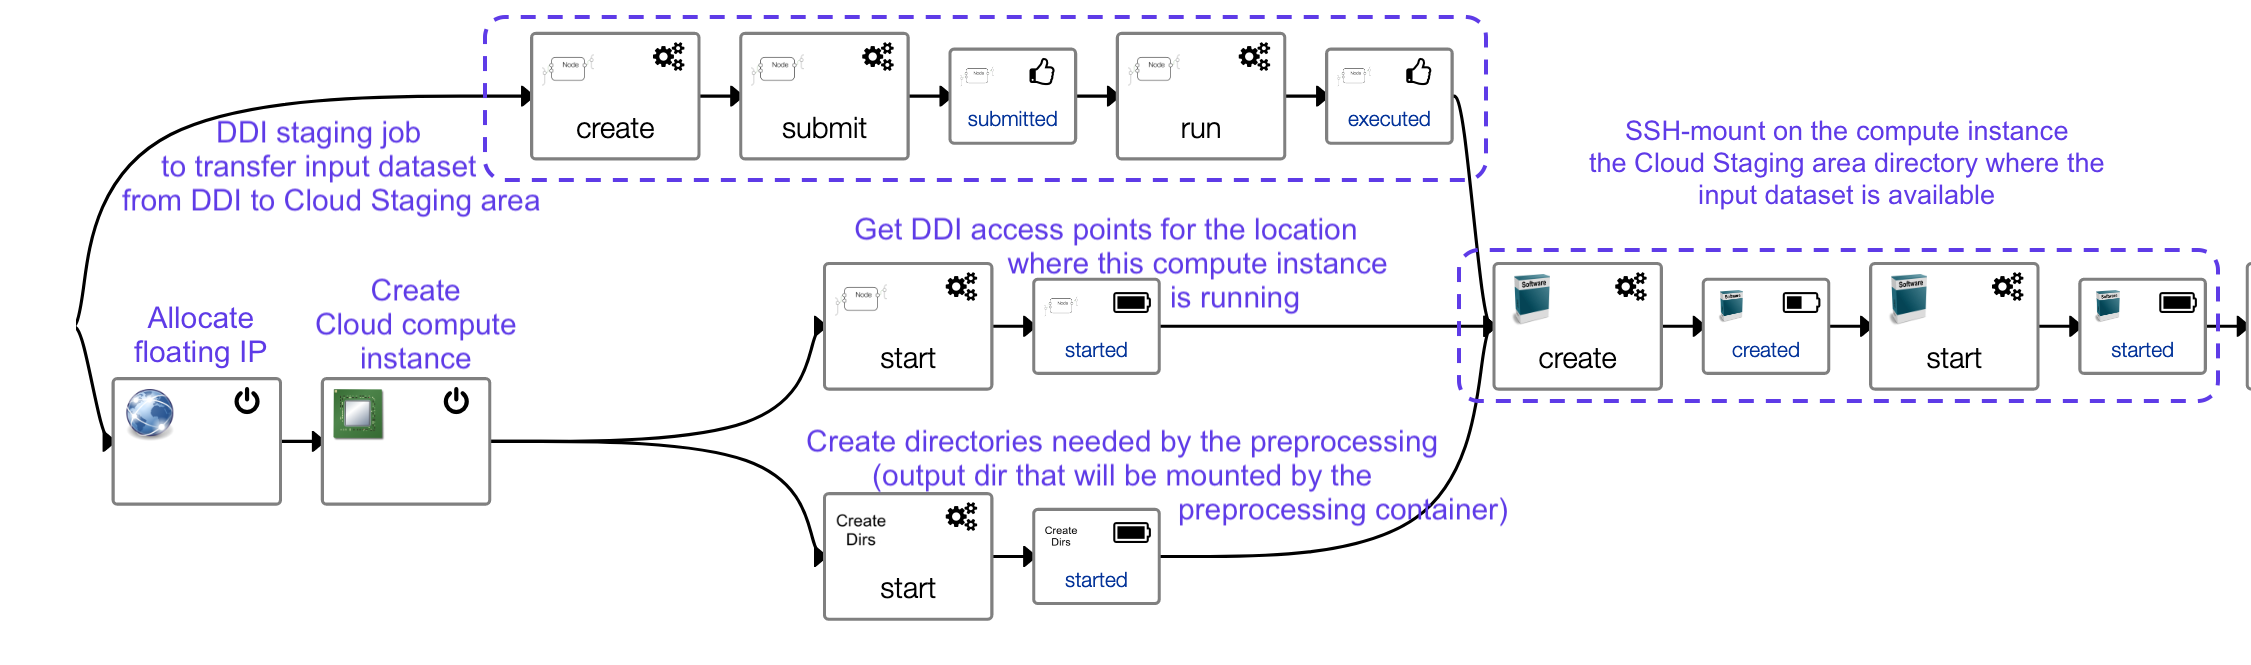 Node
create
Node
submit
Node
submitted
Node
run
Node
executed
DDI staging job
to transfer input dataset
from DDI to Cloud Staging area
SSH-mount on the compute instance
the Cloud Staging area directory where the
input dataset is available
Get DDI access points for the location
where this compute instance
is running
Allocate
floating IP
Create
Cloud compute
instance
Node
start
Node
started
Software
create
Software
created
Software
start
Software
started
Create directories needed by the preprocessing
(output dir that will be mounted by the
preprocessing container)
Create
Dirs
start
Create
Dirs
started